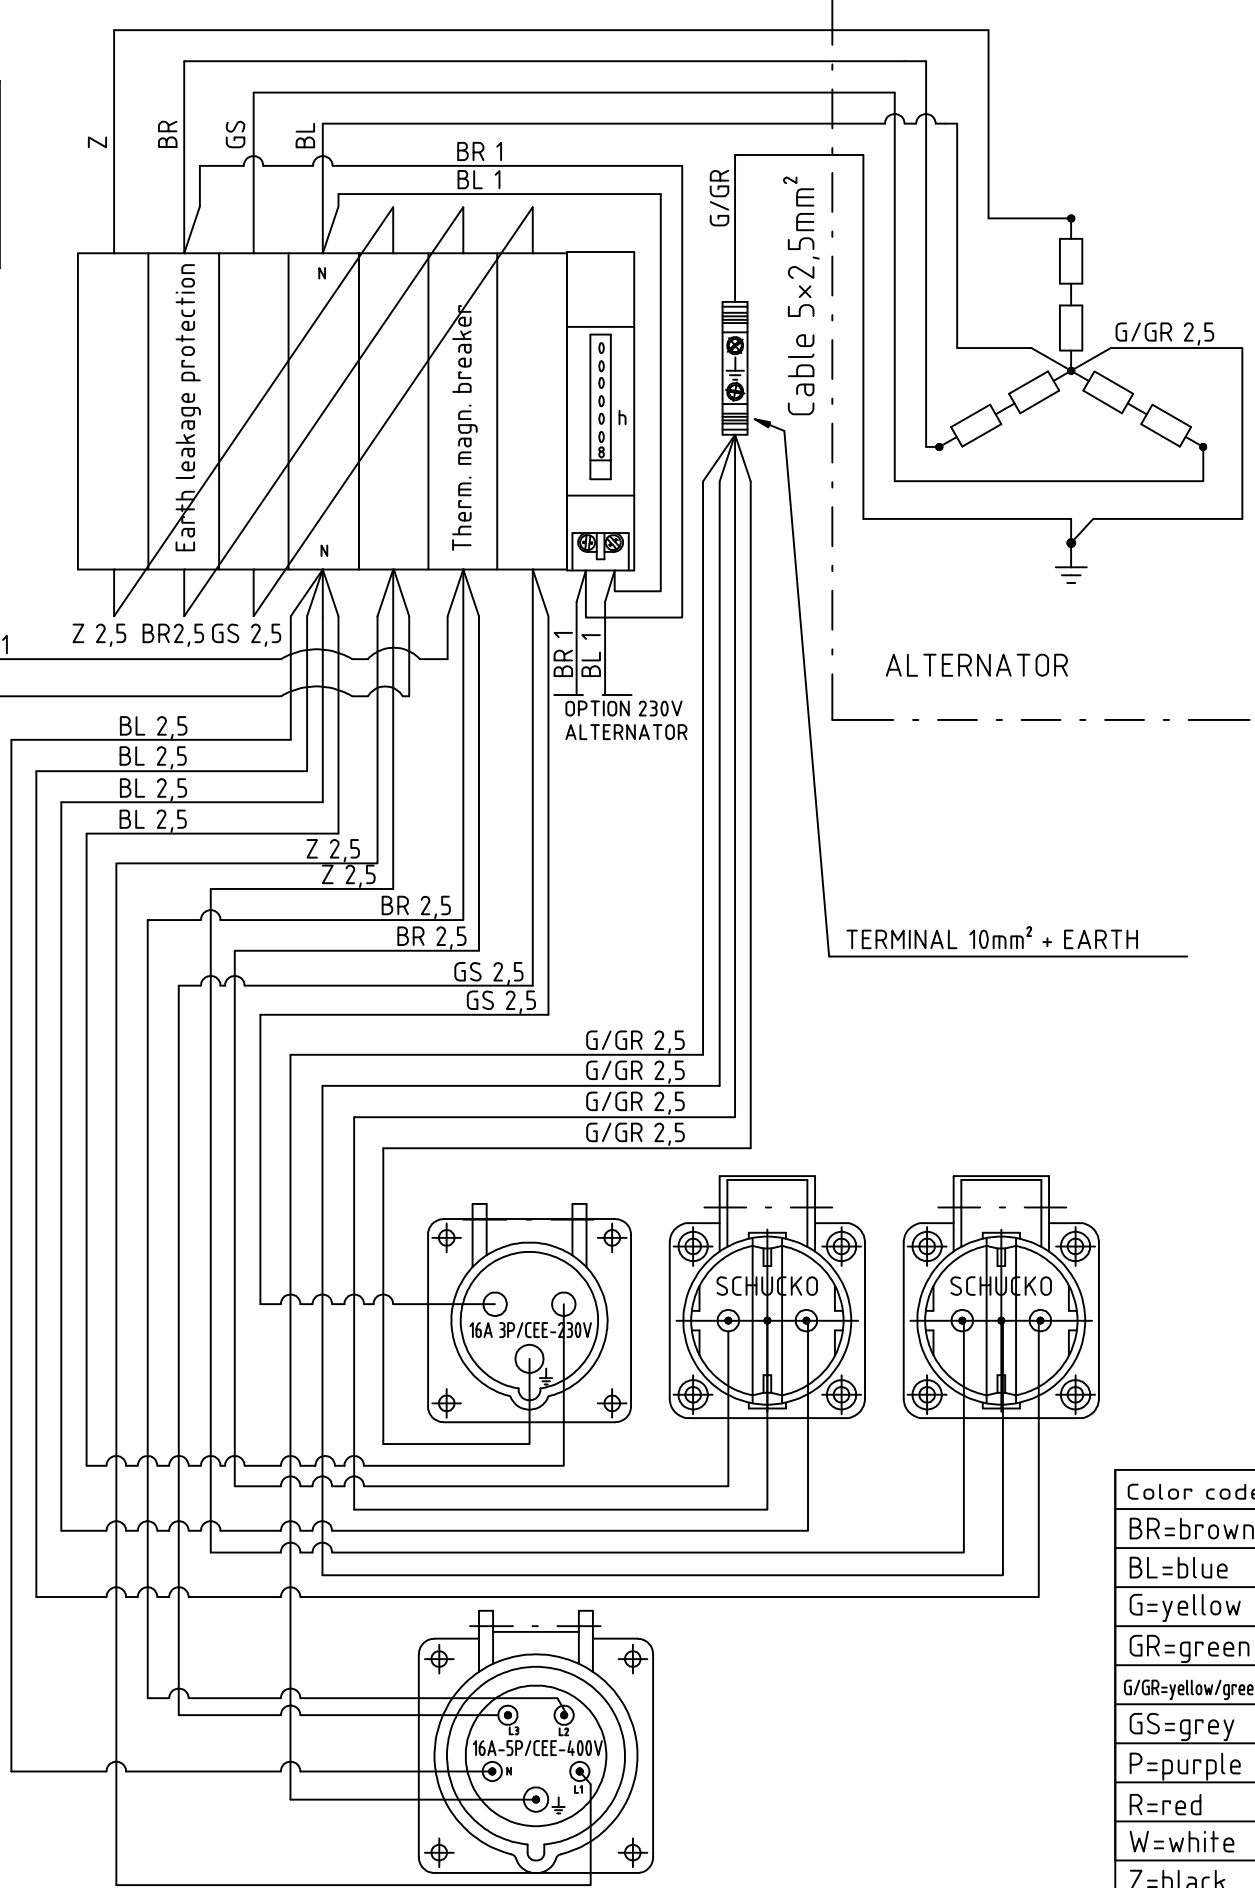 Z
BR
GS
BL
BR 1
BL 1
G/GR
Cable 5×2,5mm²
N
Earth leakage protection
Therm. magn. breaker
0
0
0
0
0
0
8
h
G/GR 2,5
N
Z 2,5
BR2,5
GS 2,5
1
BR 1
BL 1
OPTION 230V
ALTERNATOR
ALTERNATOR
BL 2,5
BL 2,5
BL 2,5
BL 2,5
Z 2,5
Z 2,5
BR 2,5
BR 2,5
TERMINAL 10mm² + EARTH
GS 2,5
GS 2,5
G/GR 2,5
G/GR 2,5
G/GR 2,5
G/GR 2,5
SCHUCKO
SCHUCKO
16A 3P/CEE-230V
Color code
BR=brown
BL=blue
G=yellow
GR=green
G/GR=yellow/gree
GS=grey
P=purple
R=red
W=white
Z=black
L3
L2
16A-5P/CEE-400V
N
L1